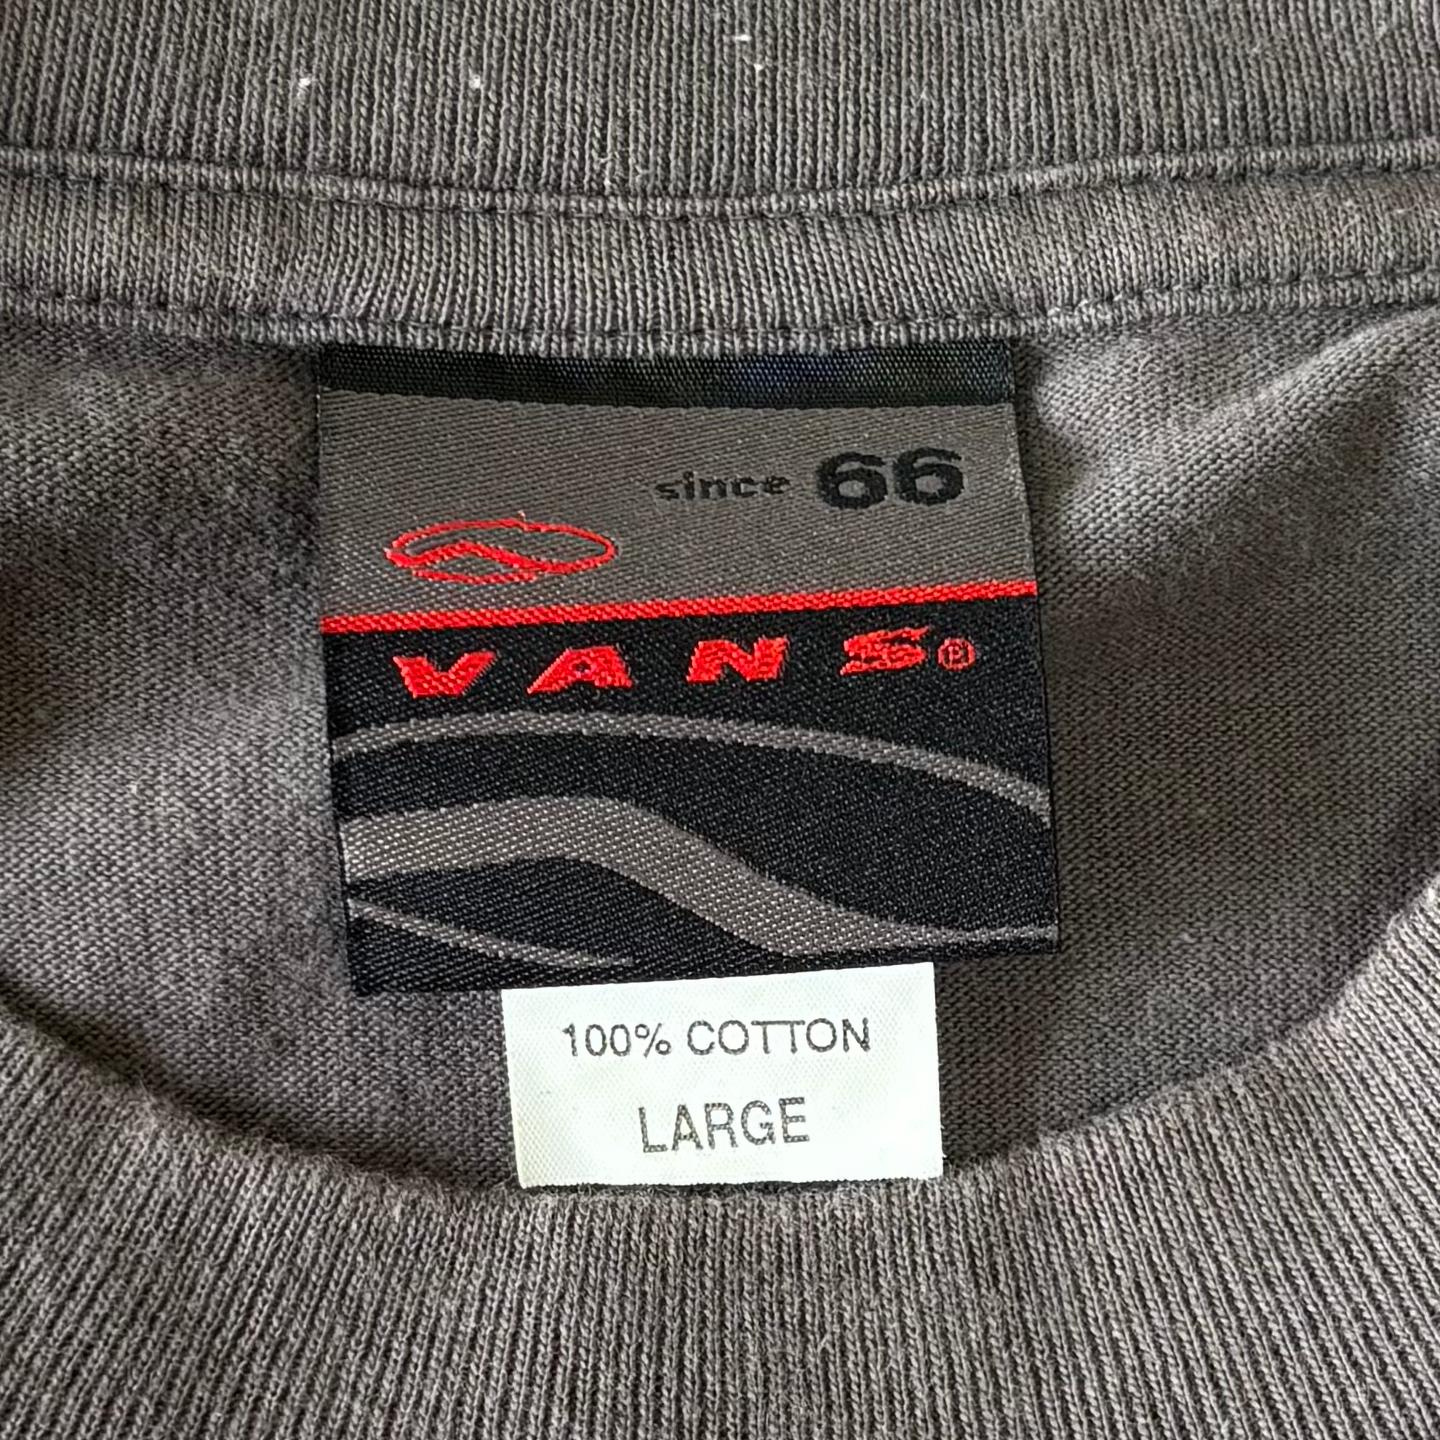 since 66
VANS®
100% COTTON
LARGE